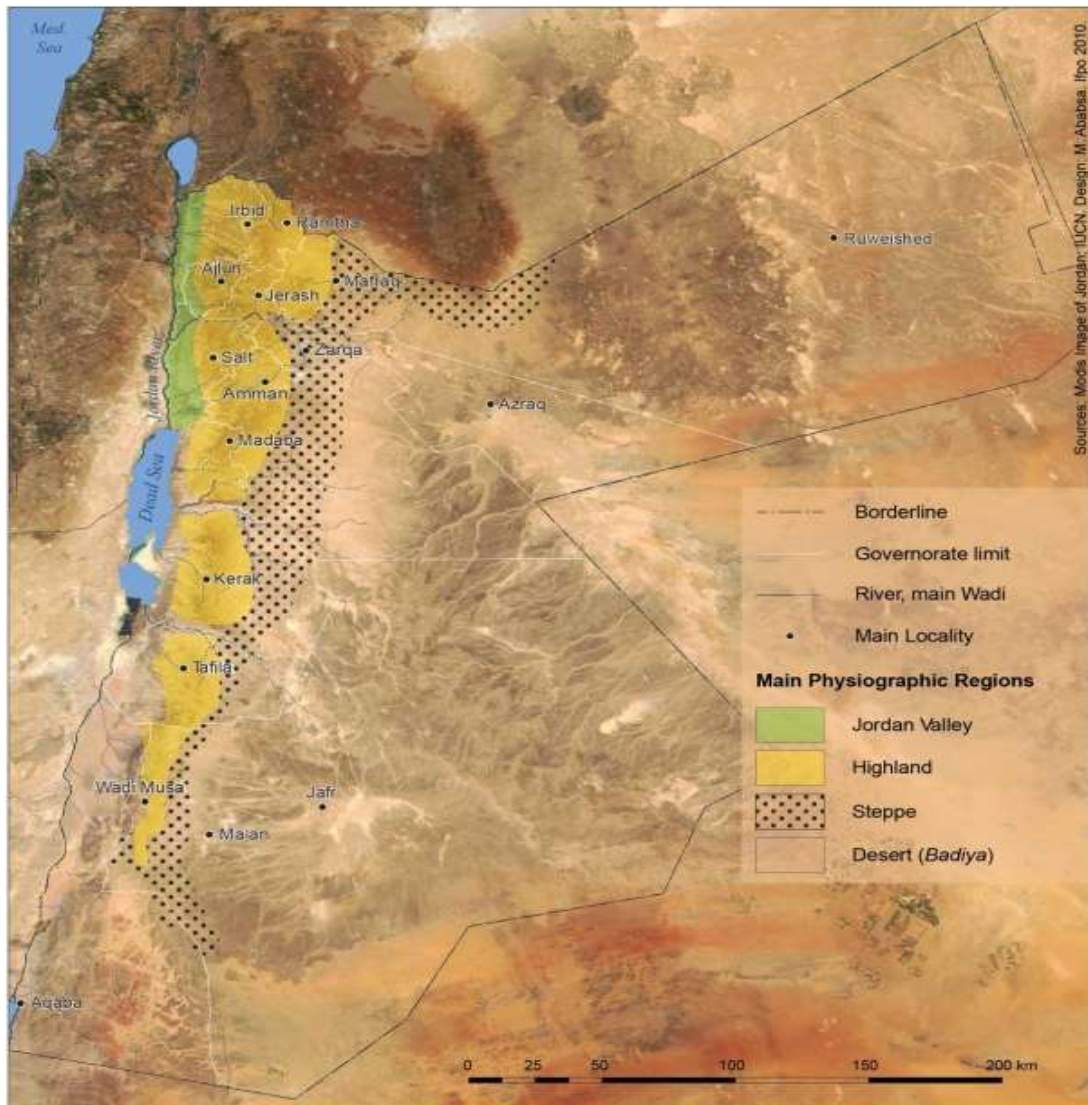 Med.
Sea
Sources: Modis Image of Jordan; IUCN, Design: M. Ababsa, Ifpo 2010
Irbid
Ramtha
Ruweished
Ajlun
Mafraq
Jerash
Jordan River
Salt
Zarqa
Amman
Azraq
Madaba
Dead Sea
Kerak
Tafila
Wadi Musa
Jafr
Maian
Aqaba
Borderline
Governorate limit
River, main Wadi
Main Locality
Main Physiographic Regions
Jordan Valley
Highland
Steppe
Desert (Badiya)
0 25 50 100 150 200 km